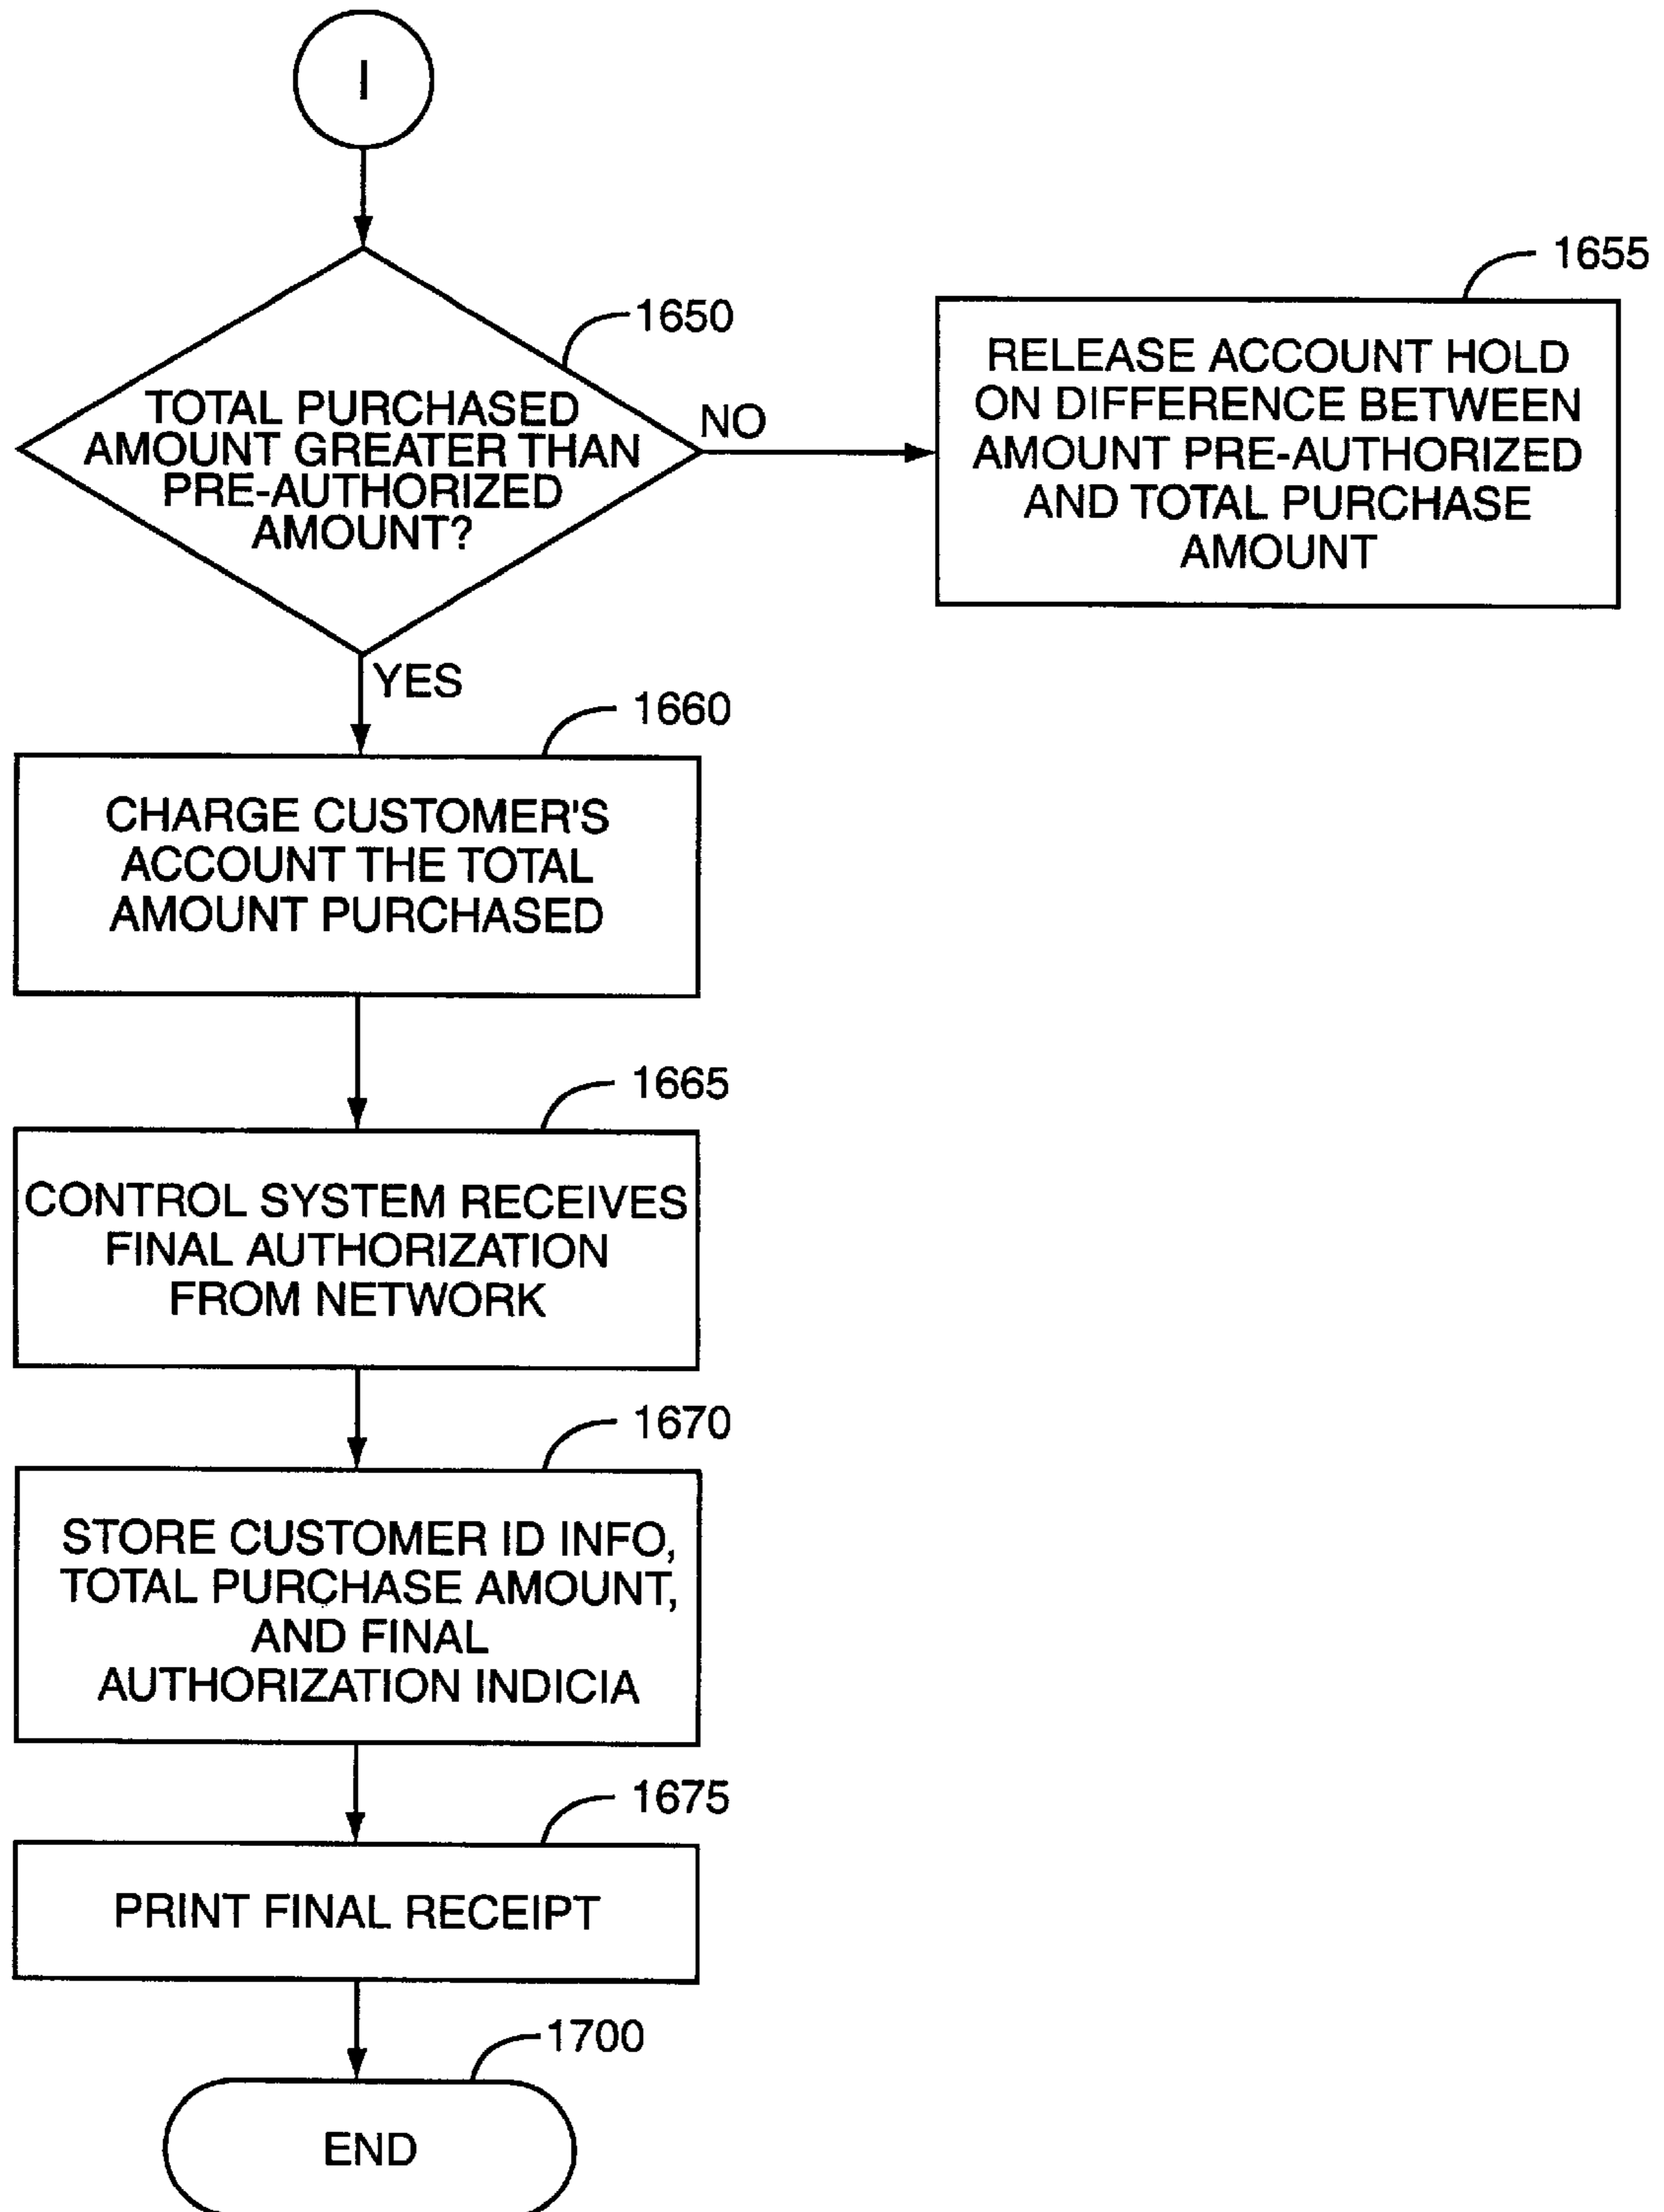 I
1650
TOTAL PURCHASED
AMOUNT GREATER THAN
PRE-AUTHORIZED
AMOUNT?
NO
1655
RELEASE ACCOUNT HOLD
ON DIFFERENCE BETWEEN
AMOUNT PRE-AUTHORIZED
AND TOTAL PURCHASE
AMOUNT
YES
1660
CHARGE CUSTOMER'S
ACCOUNT THE TOTAL
AMOUNT PURCHASED
1665
CONTROL SYSTEM RECEIVES
FINAL AUTHORIZATION
FROM NETWORK
1670
STORE CUSTOMER ID INFO,
TOTAL PURCHASE AMOUNT,
AND FINAL
AUTHORIZATION INDICIA
1675
PRINT FINAL RECEIPT
1700
END